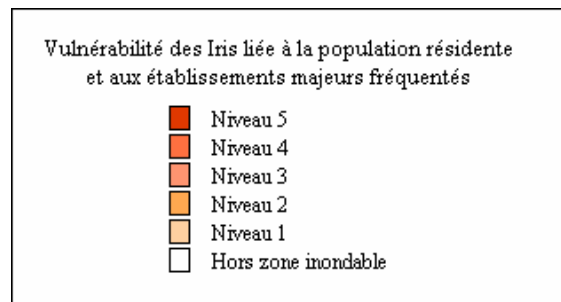 Vulnérabilité des Iris liée à la population résidente
et aux établissements majeurs fréquentés
Niveau 5
Niveau 4
Niveau 3
Niveau 2
Niveau 1
Hors zone inondable